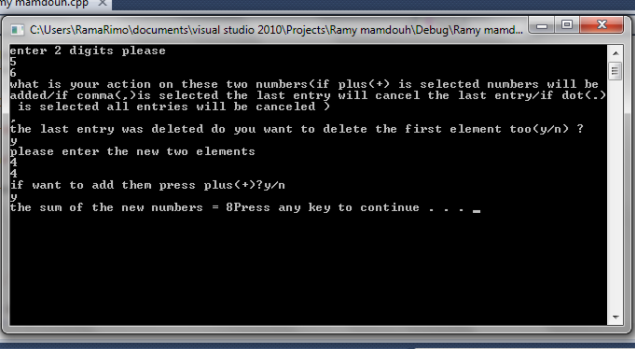 my mamdouh.cpp
C:\Users\RamaRimo\documents\visual studio 2010\Projects\Ramy mamdouh\Debug\Ramy mamd...
enter 2 digits please
5
6
what is your action on these two numbers(if plus(+) is selected numbers will be
added/if comma(,)is selected the last entry will cancel the last entry/if dot(.)
is selected all entries will be canceled )
,
the last entry was deleted do you want to delete the first element too(y/n) ?
y
please enter the new two elements
4
4
if want to add them press plus(+)?y/n
y
the sum of the new numbers = 8Press any key to continue . . . _